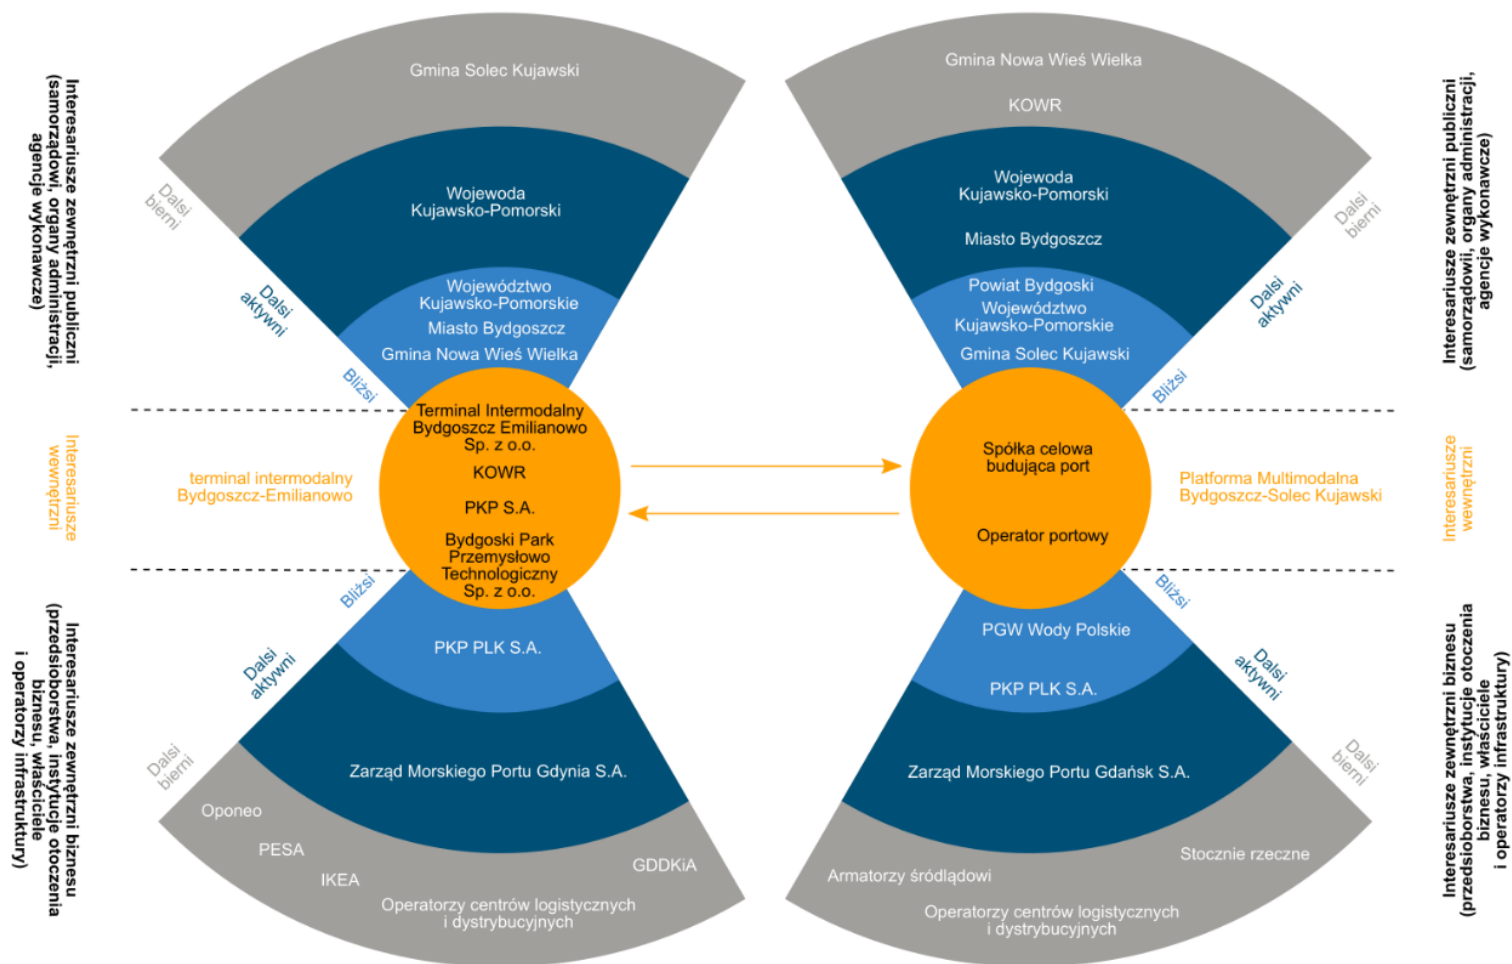 Interesariusze zewnętrzni publiczni
(samorządowi, organy administracji,
agencje wykonawcze)
Dalsi
bierni
Dalsi
aktywni
Bliżsi
Gmina Solec Kujawski
Wojewoda
Kujawsko-Pomorski
Województwo
Kujawsko-Pomorskie
Miasto Bydgoszcz
Gmina Nowa Wieś Wielka
Gmina Nowa Wieś Wielka
KOWR
Wojewoda
Kujawsko-Pomorski
Miasto Bydgoszcz
Powiat Bydgoski
Województwo
Kujawsko-Pomorskie
Gmina Solec Kujawski
Dalsi
bierni
Dalsi
aktywni
Bliżsi
Interesariusze zewnętrzni publiczni
(samorządowii, organy administracji,
agencje wykonawcze)
Interesariusze
wewnętrzni
terminal intermodalny
Bydgoszcz-Emilianowo
Terminal Intermodalny
Bydgoszcz Emilianowo
Sp. z o.o.
KOWR
PKP S.A.
Bydgoski Park
Przemysłowo
Technologiczny
Sp. z o.o.
Spółka celowa
budująca port
Operator portowy
Platforma Multimodalna
Bydgoszcz-Solec Kujawski
Interesariusze
wewnętrzni
Interesariusze zewnętrzni biznesu
(przedsioborstwa, instytucje otoczenia
biznesu, właściciele
i operatorzy infrastruktury)
Bliżsi
Dalsi
aktywni
Dalsi
bierni
PKP PLK S.A.
Zarząd Morskiego Portu Gdynia S.A.
Oponeo
PESA
IKEA
GDDKiA
Operatorzy centrów logistycznych
i dystrybucyjnych
PGW Wody Polskie
PKP PLK S.A.
Zarząd Morskiego Portu Gdańsk S.A.
Stocznie rzeczne
Armatorzy śródlądowi
Operatorzy centrów logistycznych
i dystrybucyjnych
Bliżsi
Dalsi
aktywni
Dalsi
bierni
Interesariusze zewnętrzni biznesu
(przedsioborstwa, instytucje otoczenia
biznesu, właściciele
i operatorzy infrastruktury)